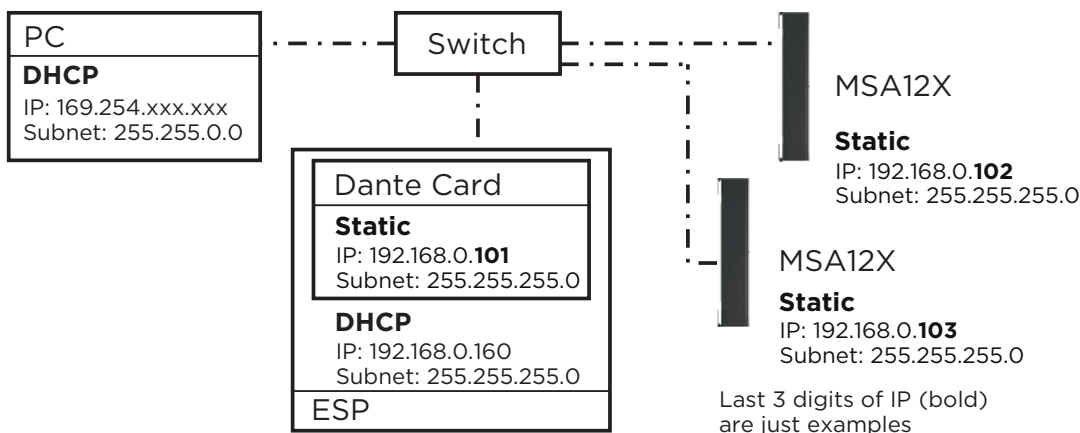 PC
DHCP
IP: 169.254.xxx.xxx
Subnet: 255.255.0.0
Switch
MSA12X
Static
IP: 192.168.0.102
Subnet: 255.255.255.0
Dante Card
Static
IP: 192.168.0.101
Subnet: 255.255.255.0
DHCP
IP: 192.168.0.160
Subnet: 255.255.255.0
ESP
MSA12X
Static
IP: 192.168.0.103
Subnet: 255.255.255.0
Last 3 digits of IP (bold)
are just examples